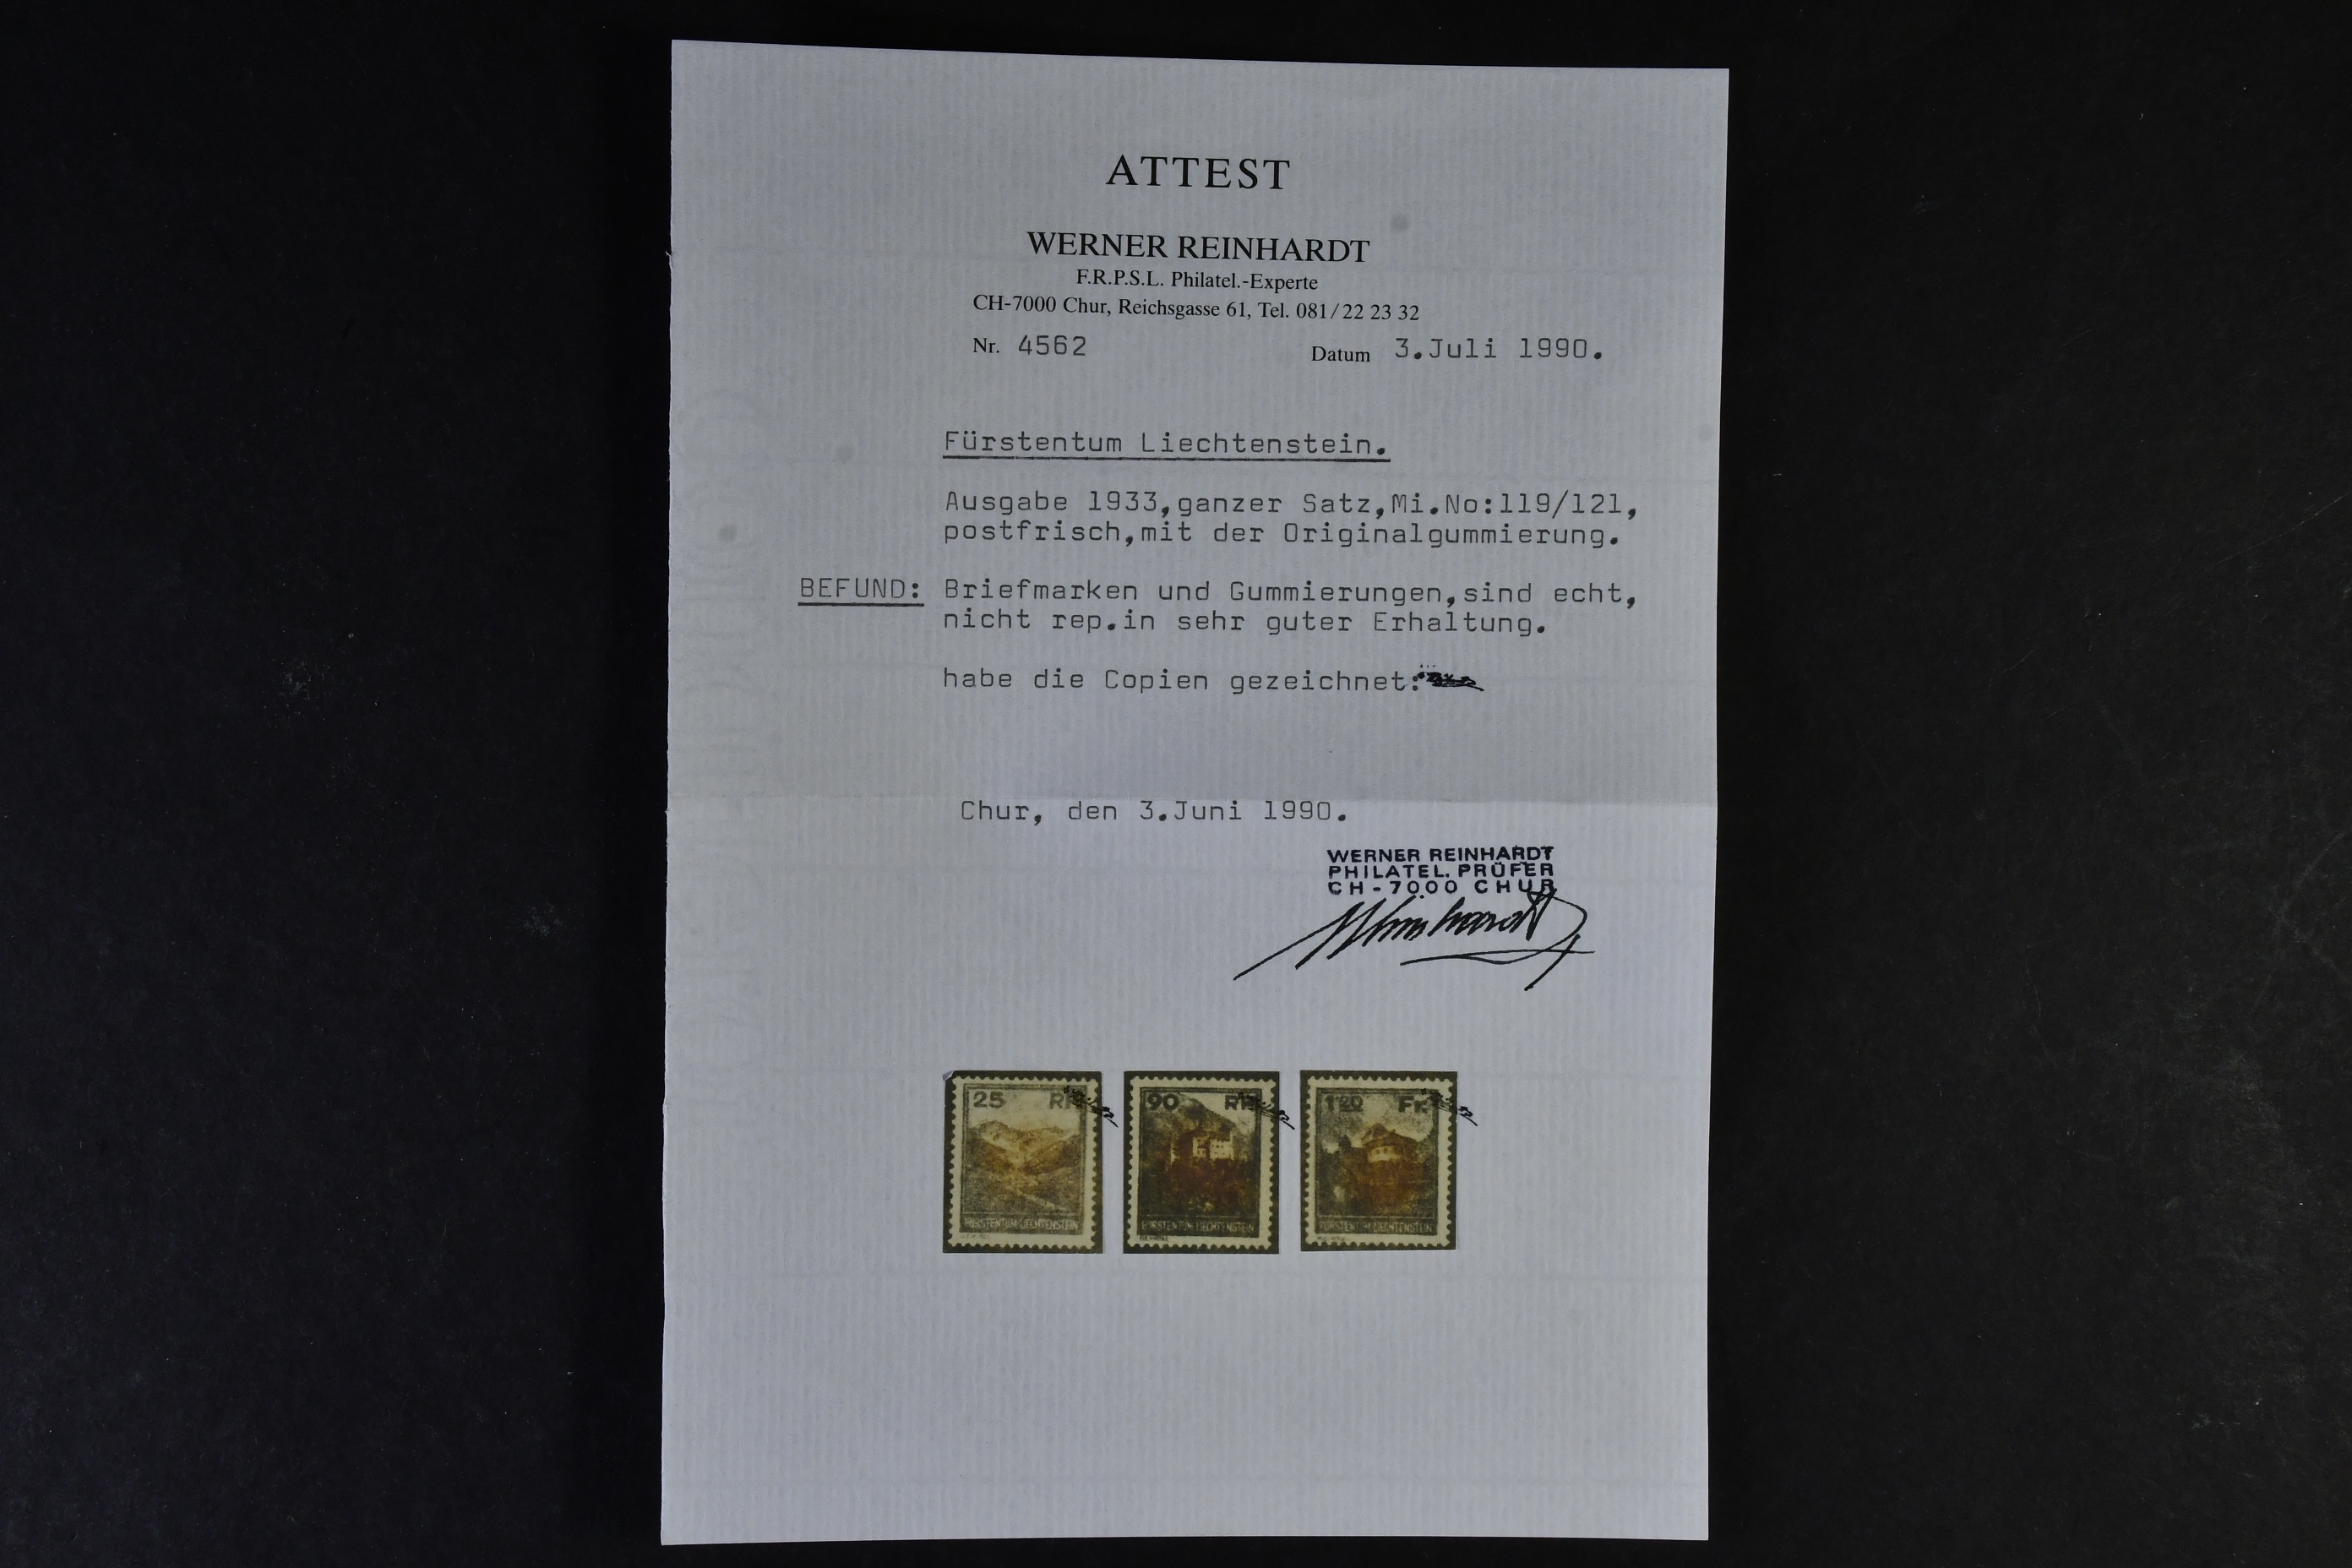 ATTEST
WERNER REINHARDT
F.R.P.S.L. Philatel.-Experte
CH-7000 Chur, Reichsgasse 61, Tel. 081/22 23 32
Nr. 4562 Datum 3.Juli 1990.
Fürstentum Liechtenstein.
Ausgabe 1933,ganzer Satz,Mi.No:119/121,
postfrisch,mit der Originalgummierung.
BEFUND: Briefmarken und Gummierungen,sind echt,
nicht rep.in sehr guter Erhaltung.
habe die Copien gezeichnet:
Chur, den 3.Juni 1990.
WERNER REINHARDT
PHILATEL. PRÜFER
CH-7000 CHUR
25
FÜRSTENTUM LIECHTENSTEIN
90
FÜRSTENTUM LIECHTENSTEIN
1.20 Fr
FÜRSTENTUM LIECHTENSTEIN